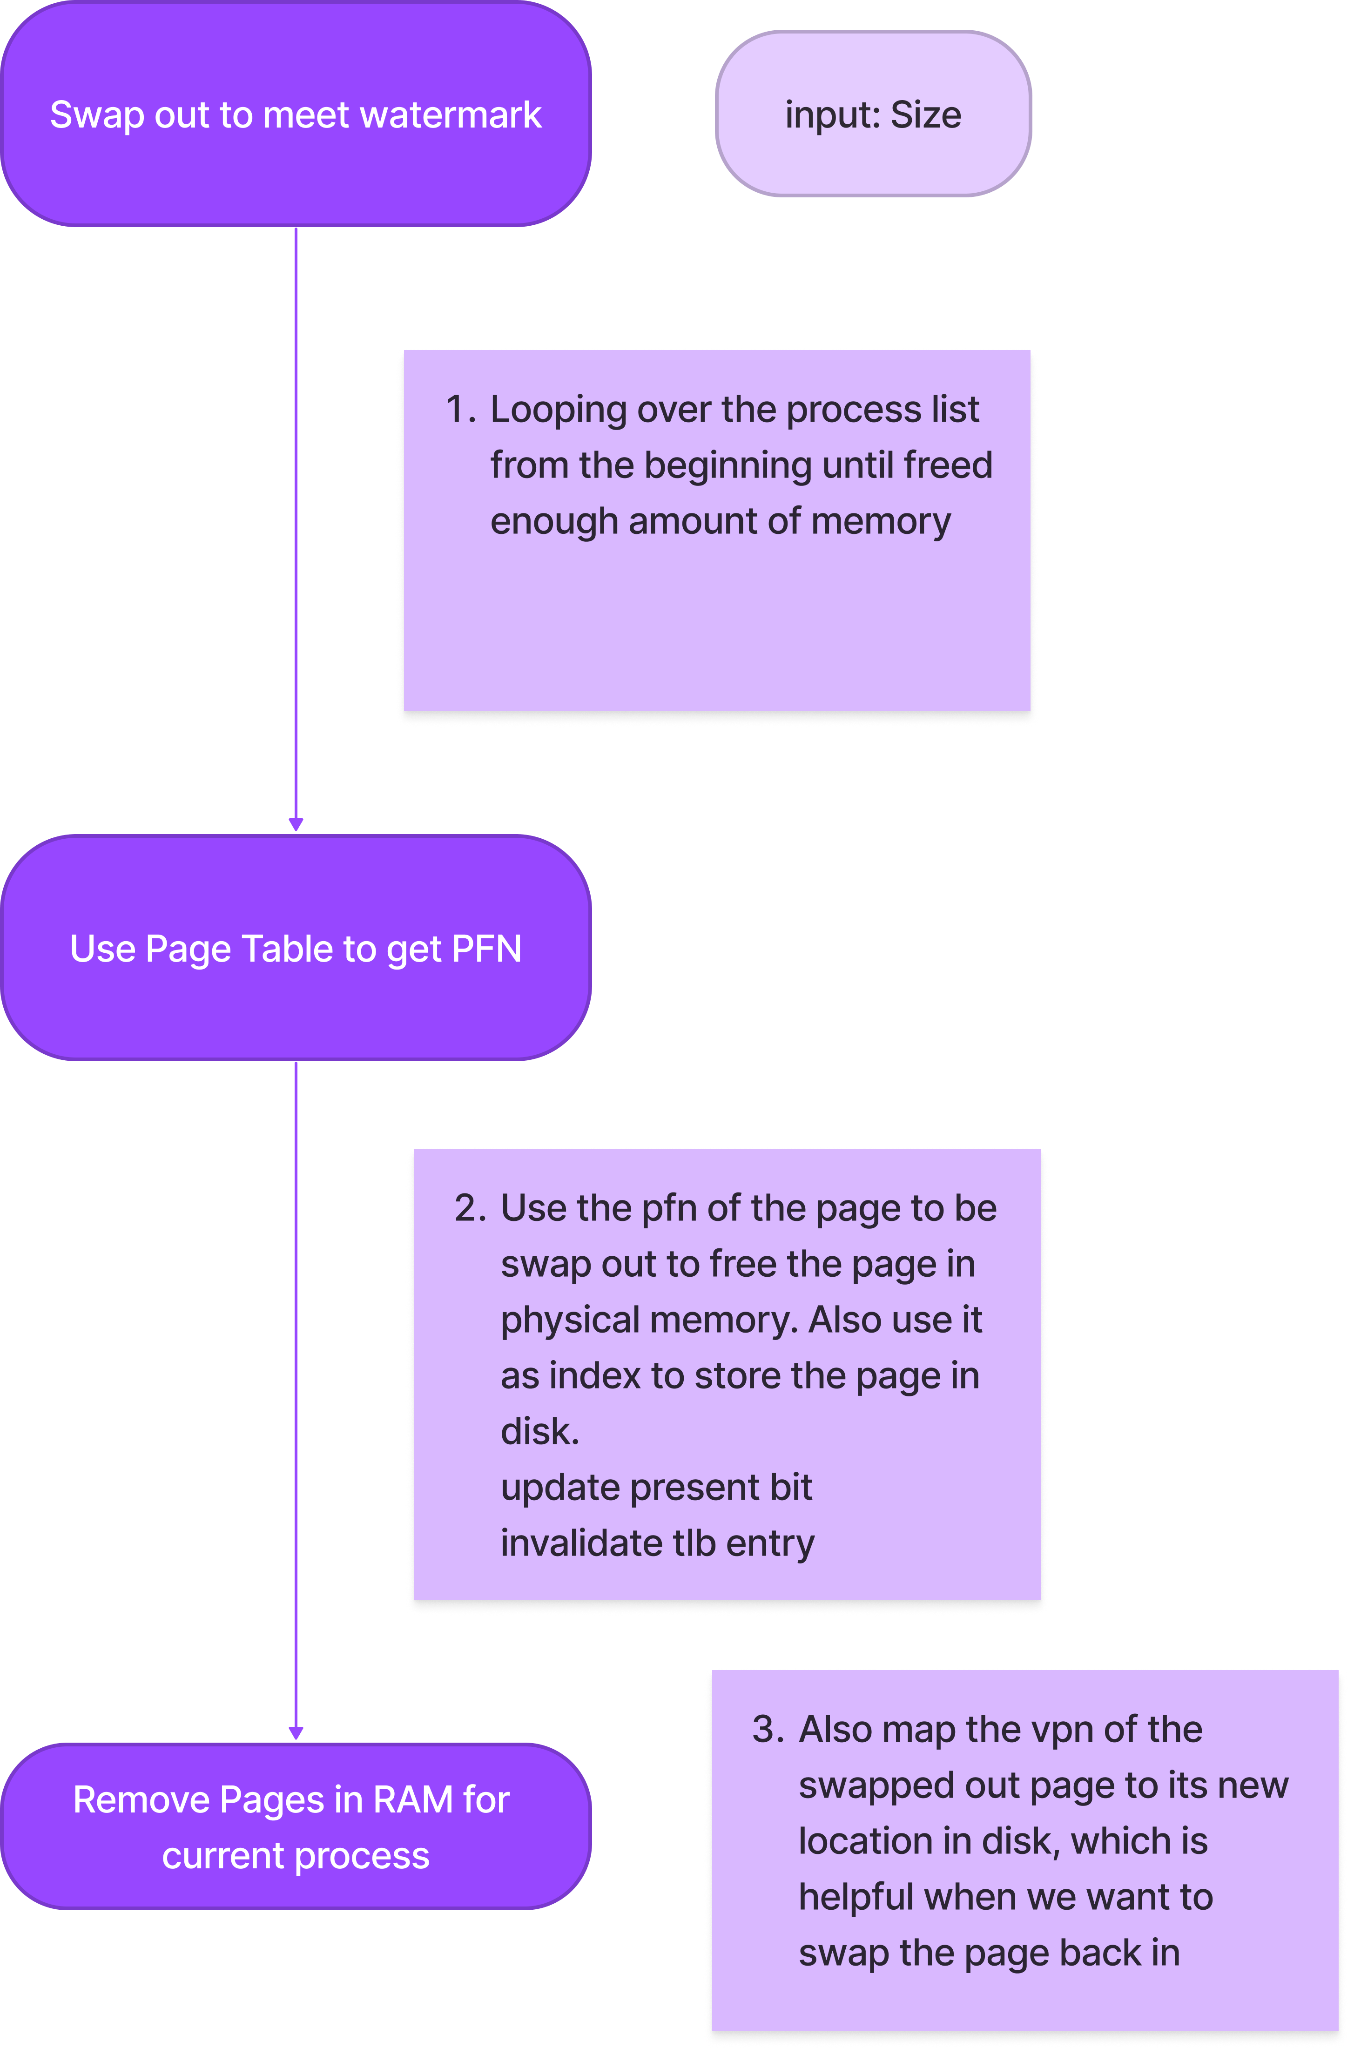 Swap out to meet watermark
input: Size
1. Looping over the process list
from the beginning until freed
enough amount of memory
Use Page Table to get PFN
2. Use the pfn of the page to be
swap out to free the page in
physical memory. Also use it
as index to store the page in
disk.
update present bit
invalidate tlb entry
Remove Pages in RAM for
current process
3. Also map the vpn of the
swapped out page to its new
location in disk, which is
helpful when we want to
swap the page back in